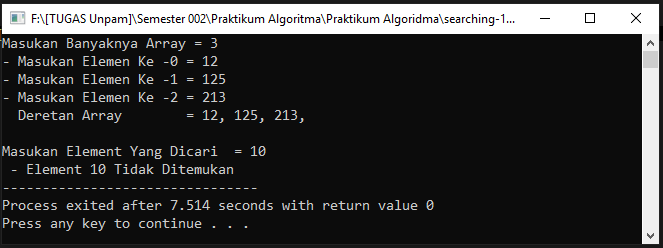 F:\[TUGAS Unpam]\Semester 002\Praktikum Algoritma\Praktikum Algoridma\searching-1...
Masukan Banyaknya Array = 3
- Masukan Elemen Ke -0 = 12
- Masukan Elemen Ke -1 = 125
- Masukan Elemen Ke -2 = 213
  Deretan Array        = 12, 125, 213,
Masukan Element Yang Dicari  = 10
 - Element 10 Tidak Ditemukan
--------------------------------
Process exited after 7.514 seconds with return value 0
Press any key to continue . . .